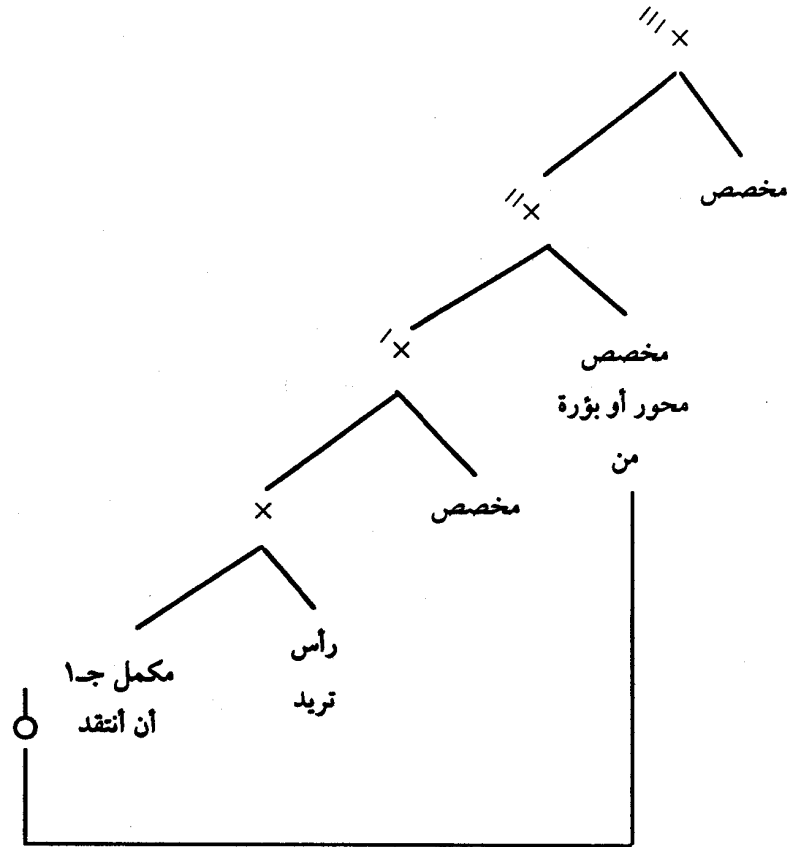 ×///
مخصص
×//
مخصص
محور أو بؤرة
من
×/
مخصص
×
رأس
تريد
مكمل جـ١
أن أنتقد